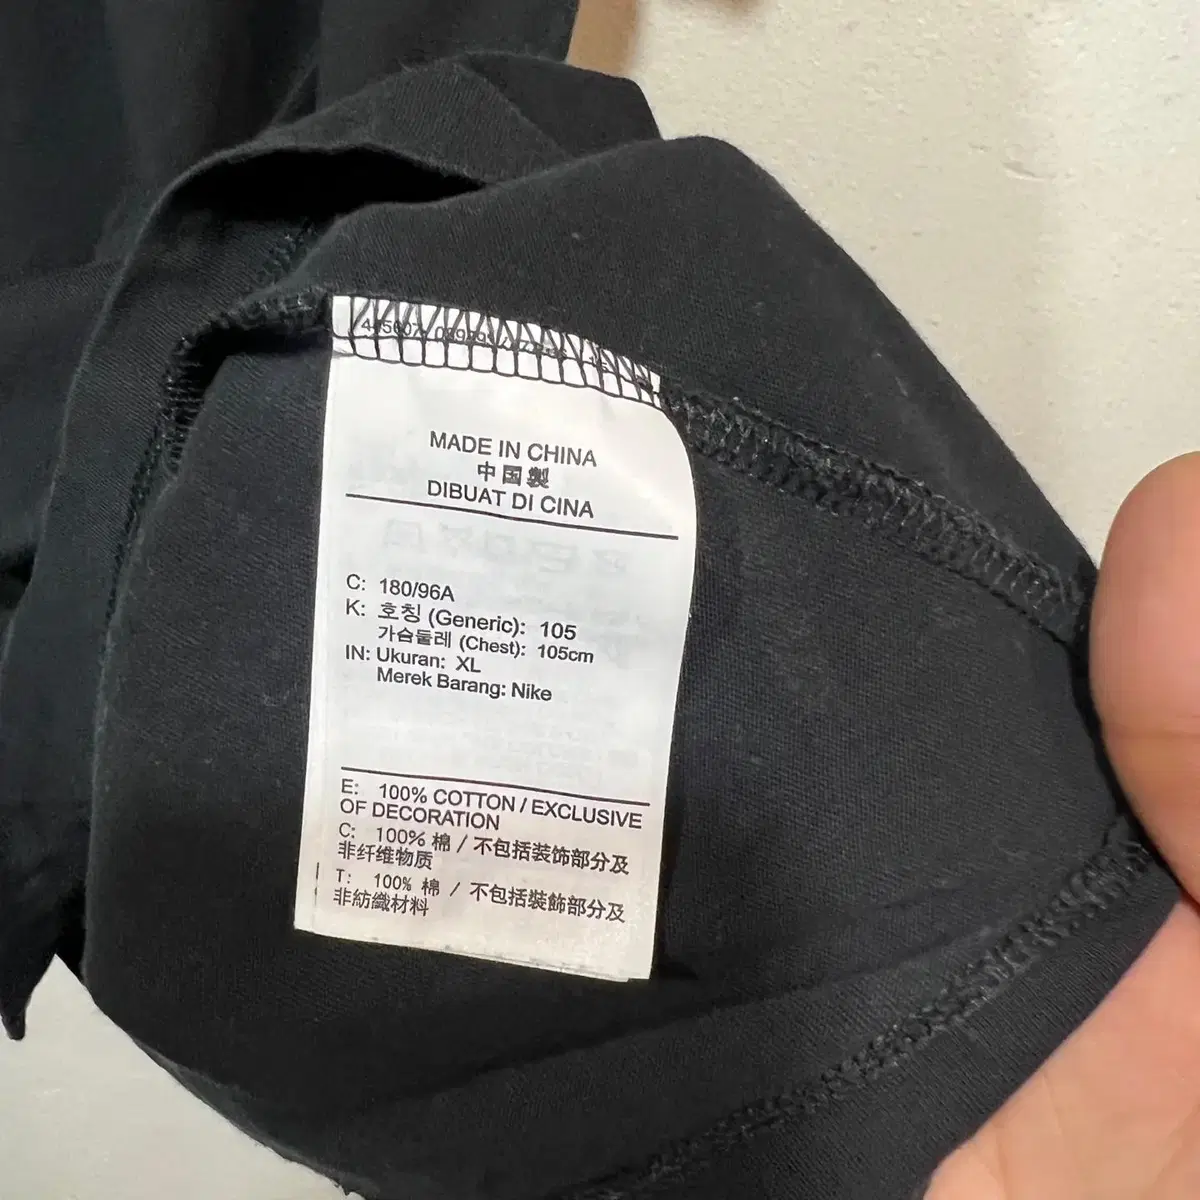 MADE IN CHINA
中国製
DIBUAT DI CINA
C: 180/96A
K: 호칭 (Generic): 105
가슴둘레 (Chest): 105cm
IN: Ukuran: XL
Merek Barang: Nike
E: 100% COTTON / EXCLUSIVE
OF DECORATION
C: 100% 棉 / 不包括装饰部分及
非纤维物质
T: 100% 棉 / 不包括裝飾部分及
非紡織材料